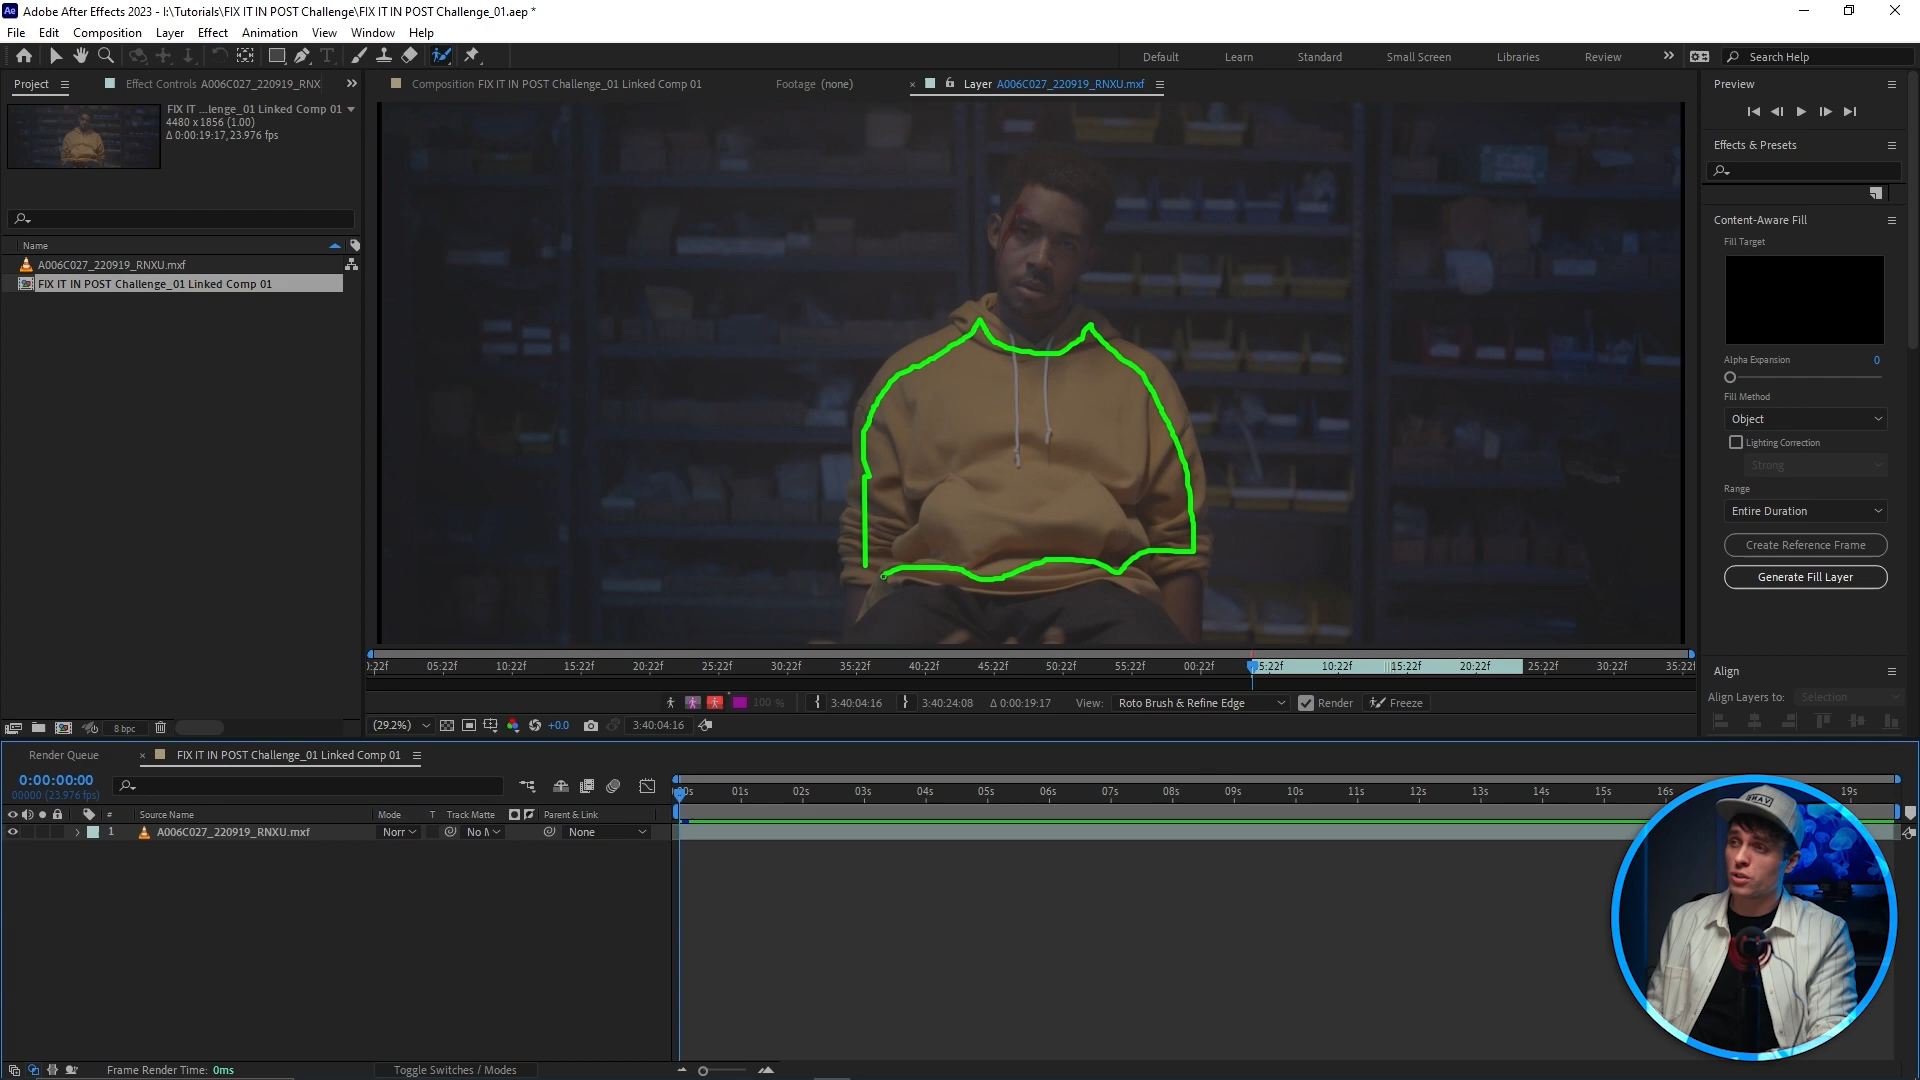 Ae Adobe After Effects 2023 - I:\Tutorials\FIX IT IN POST Challenge\FIX IT IN POST Challenge_01.aep *
File Edit Composition Layer Effect Animation View Window Help
Default Learn Standard Small Screen Libraries Review Search Help
Project Effect Controls A006C027_220919_RNX
Composition FIX IT IN POST Challenge_01 Linked Comp 01 Footage (none) × Layer A006C027_220919_RNXU.mxf
Preview
FIX IT ...lenge_01 Linked Comp 01
4480 x 1856 (1.00)
Δ 0:00:19:17, 23.976 fps
Effects & Presets
Content-Aware Fill
Fill Target
Name
A006C027_220919_RNXU.mxf
FIX IT IN POST Challenge_01 Linked Comp 01
Alpha Expansion 0
Fill Method
Object
Lighting Correction
Strong
Range
Entire Duration
Create Reference Frame
Generate Fill Layer
):22f 05:22f 10:22f 15:22f 20:22f 25:22f 30:22f 35:22f 40:22f 45:22f 50:22f 55:22f 00:22f 5:22f 10:22f 15:22f 20:22f 25:22f 30:22f 35:22f
Align
Align Layers to: Selection
100 % 3:40:04:16 3:40:24:08 Δ 0:00:19:17 View: Roto Brush & Refine Edge Render Freeze
8 bpc (29.2%) +0.0 3:40:04:16
Render Queue × FIX IT IN POST Challenge_01 Linked Comp 01
0:00:00:00
00000 (23.976 fps)
:00s 01s 02s 03s 04s 05s 06s 07s 08s 09s 10s 11s 12s 13s 14s 15s 16s 19s
# Source Name Mode T Track Matte Parent & Link
1 A006C027_220919_RNXU.mxf Norr No M None
Frame Render Time: 0ms Toggle Switches / Modes